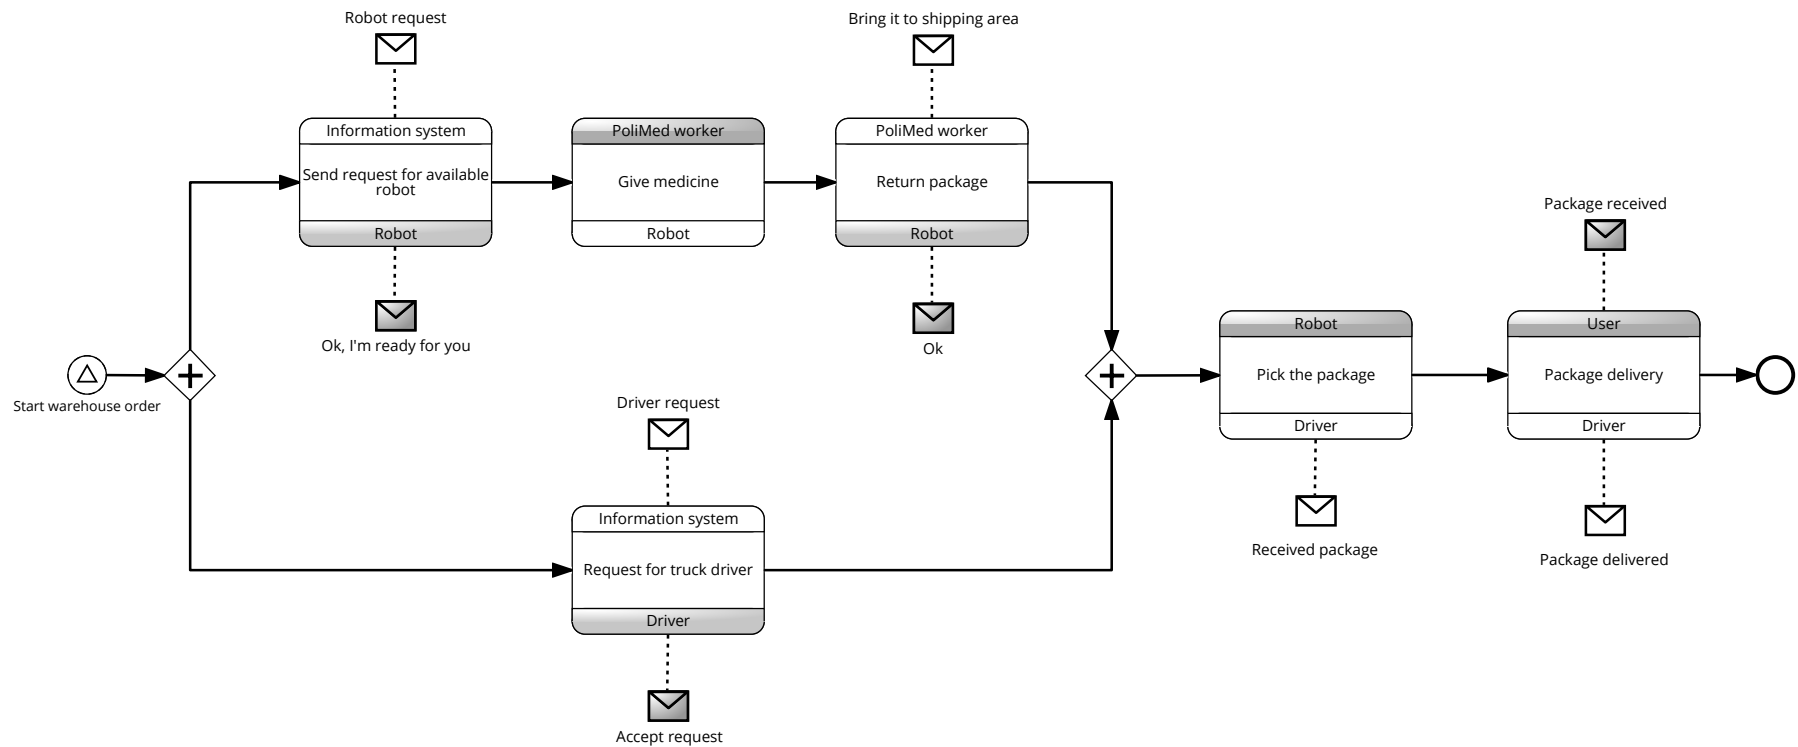 Robot request
Bring it to shipping area
Information system
Send request for available
robot
Robot
PoliMed worker
Give medicine
Robot
PoliMed worker
Return package
Robot
Ok, I'm ready for you
Ok
Start warehouse order
Driver request
Information system
Request for truck driver
Driver
Accept request
Robot
Pick the package
Driver
Received package
Package received
User
Package delivery
Driver
Package delivered